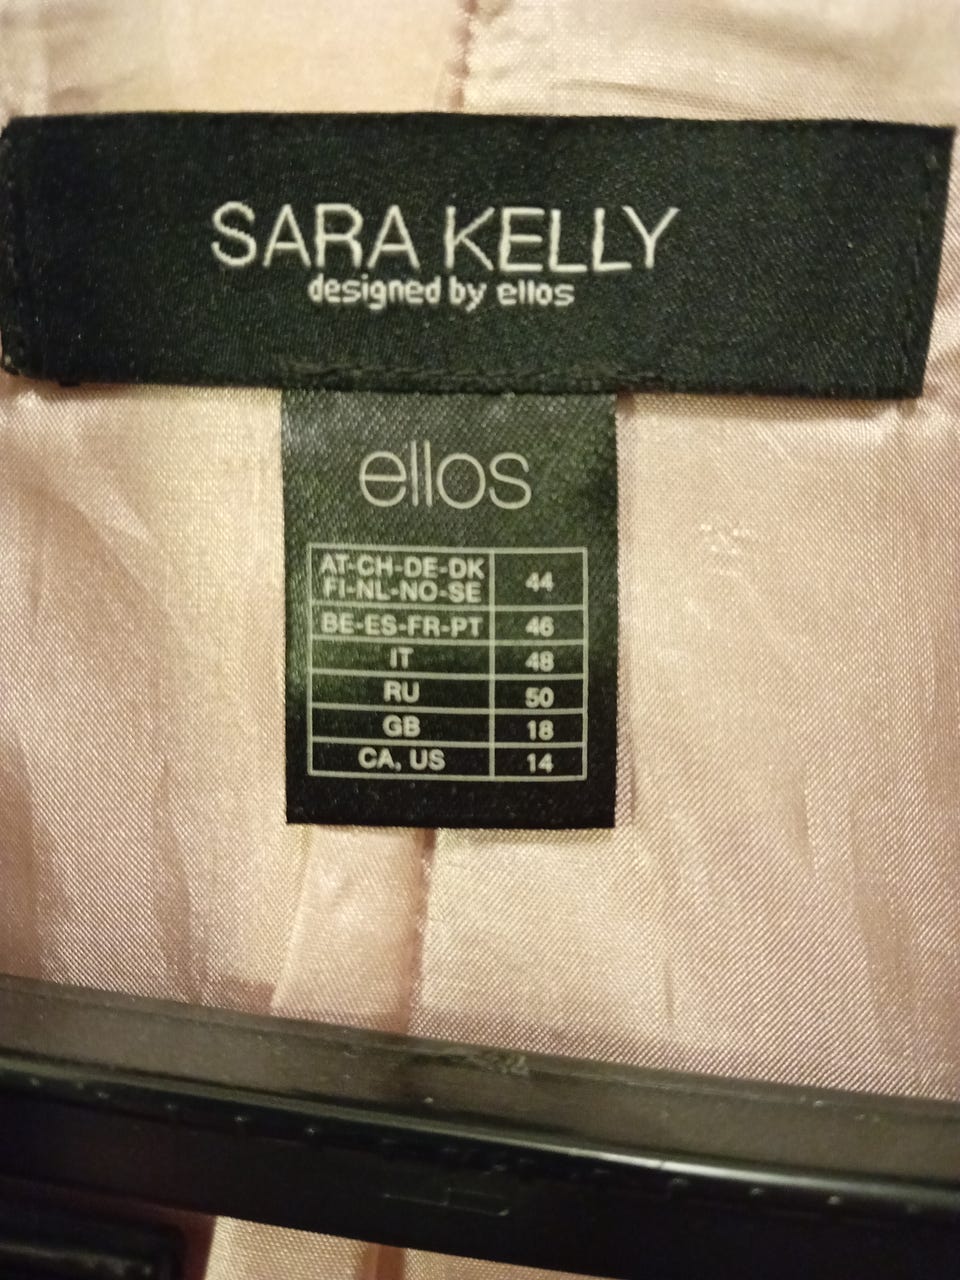 SARA KELLY
designed by ellos
ellos
AT-CH-DE-DK
FI-NL-NO-SE 44
BE-ES-FR-PT 46
IT 48
RU 50
GB 18
CA, US 14